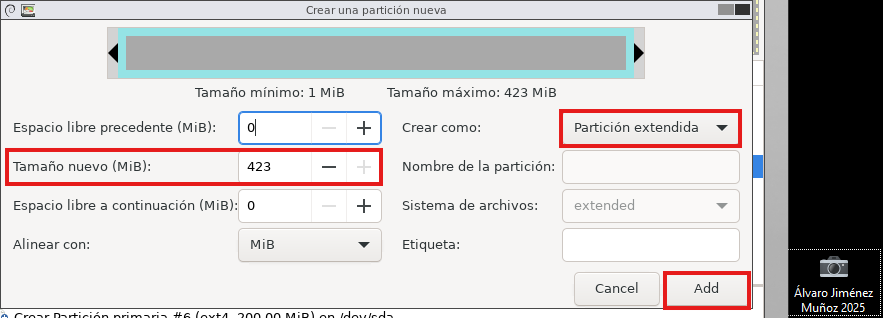 Crear una partición nueva
Tamaño mínimo: 1 MiB Tamaño máximo: 423 MiB
Espacio libre precedente (MiB): 0 Crear como: Partición extendida
Tamaño nuevo (MiB): 423 Nombre de la partición:
Espacio libre a continuación (MiB): 0 Sistema de archivos: extended
Alinear con: MiB Etiqueta:
Cancel Add
Álvaro Jiménez
Muñoz 2025
Crear Partición primaria #6 (ext4, 200.00 MiB) en /dev/sda